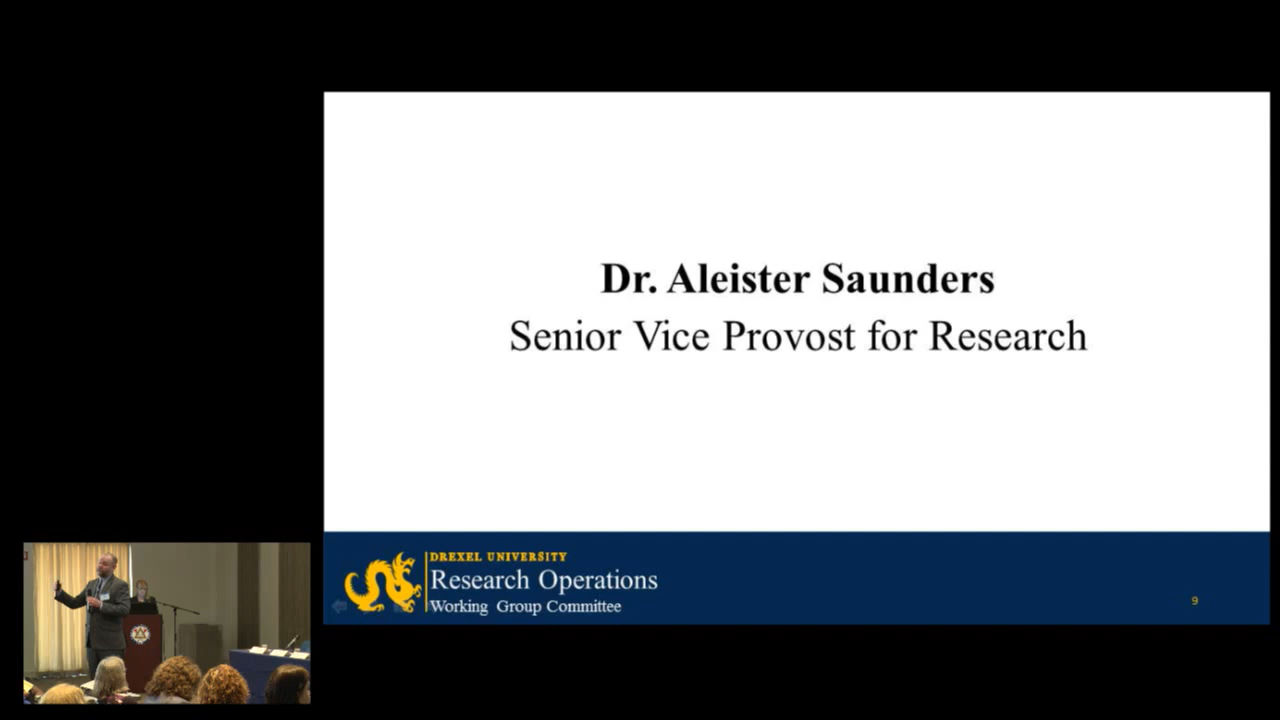 Dr. Aleister Saunders
Senior Vice Provost for Research
DREXEL UNIVERSITY
Research Operations
Working Group Committee
9